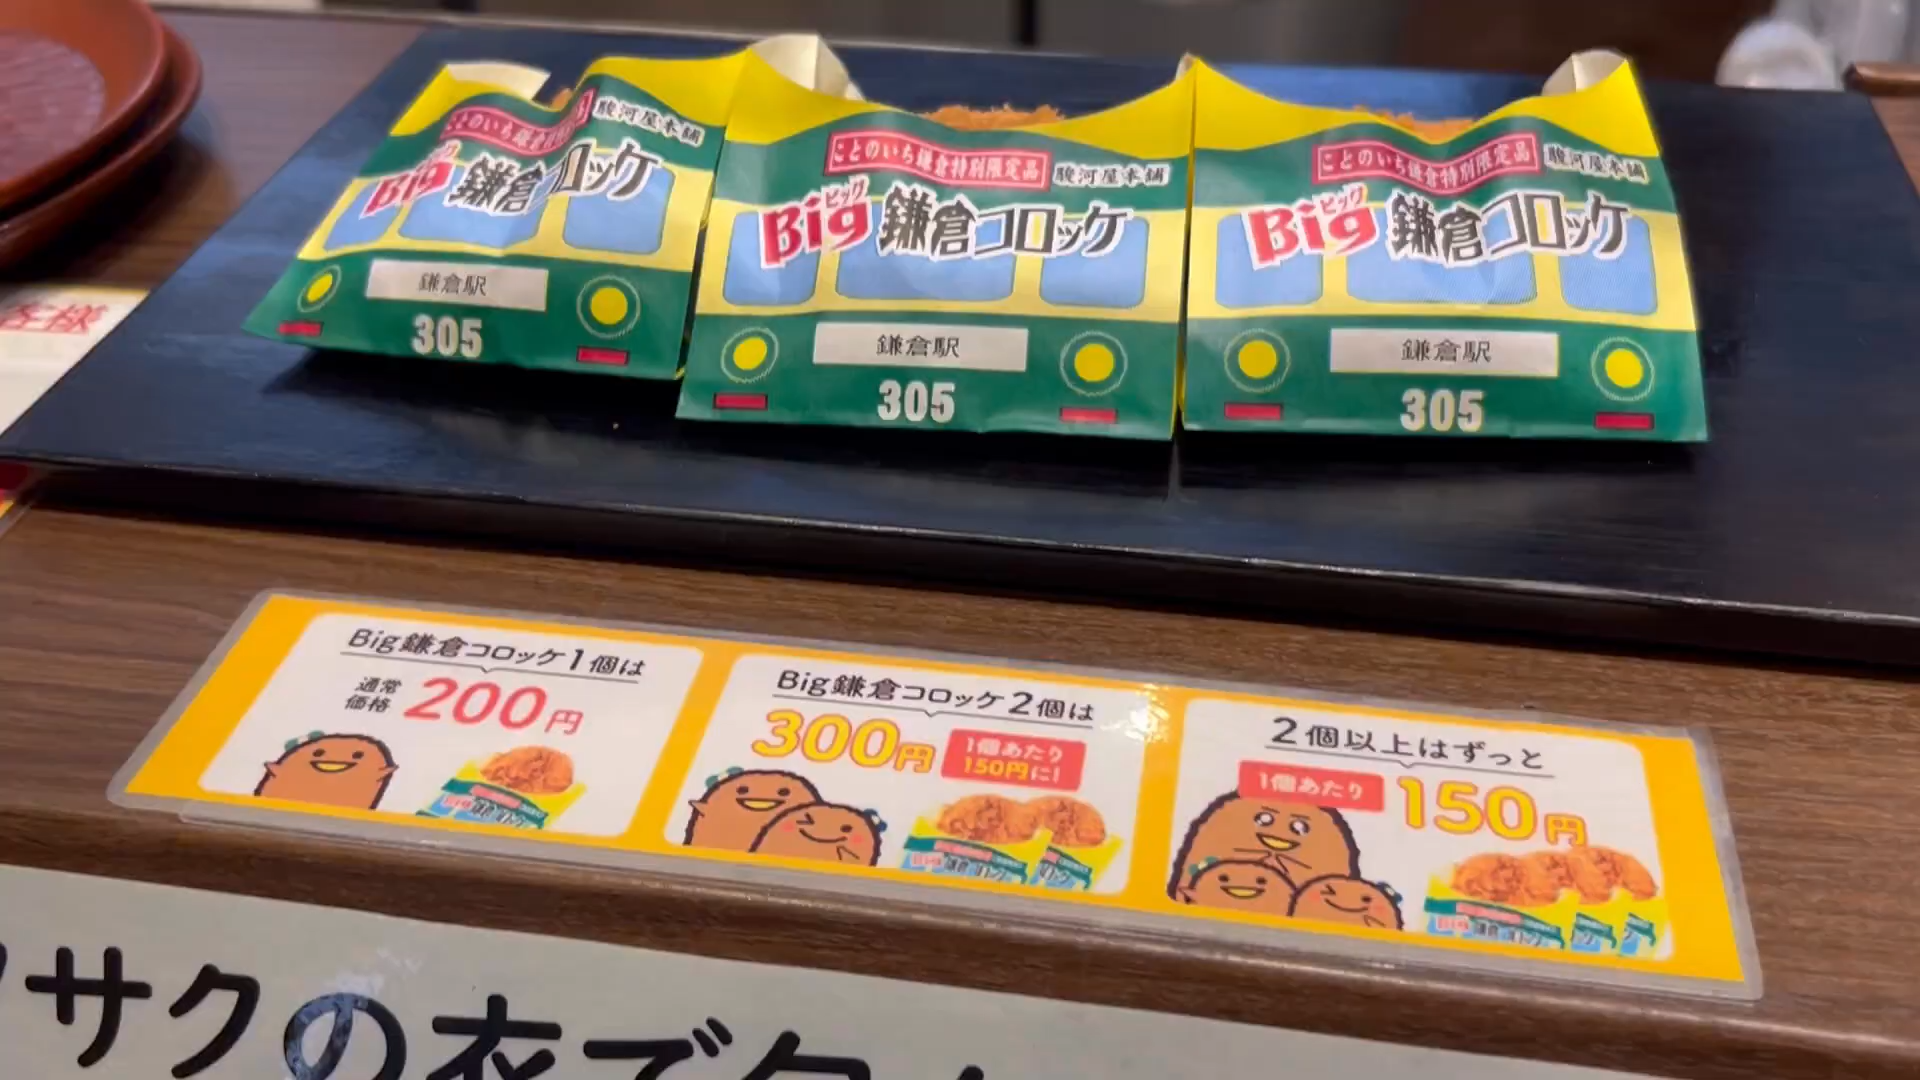 ことのいち鎌倉特別限定品
駿河屋本舗
Big
ビッグ
鎌倉コロッケ
鎌倉駅
305
ことのいち鎌倉特別限定品
駿河屋本舗
Big
ビッグ
鎌倉コロッケ
鎌倉駅
305
ことのいち鎌倉特別限定品
駿河屋本舗
Big
ビッグ
鎌倉コロッケ
鎌倉駅
305
客様
Big鎌倉コロッケ1個は
通常
価格
200円
Big鎌倉コロッケ2個は
300円
1個あたり
150円に!
2個以上はずっと
1個あたり
150円
サクの衣で